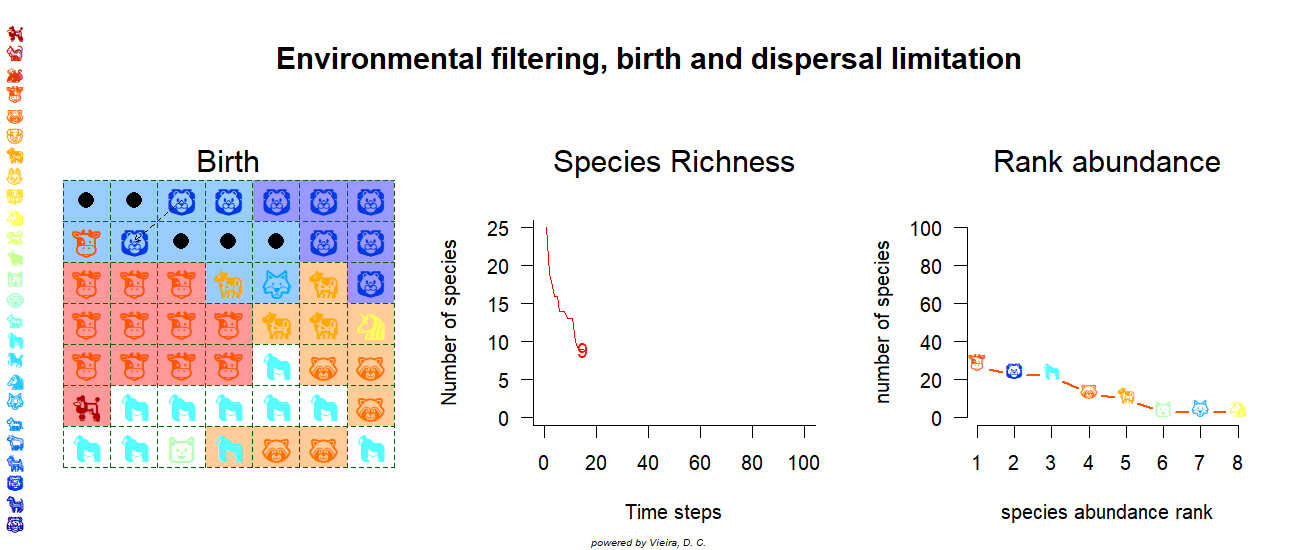 Environmental filtering, birth and dispersal limitation
Birth
Species Richness
Rank abundance
Number of species
25
20
15
10
5
0
9
0 20 40 60 80 100
Time steps
number of species
100
80
60
40
20
0
1 2 3 4 5 6 7 8
species abundance rank
powered by Vieira, D. C.